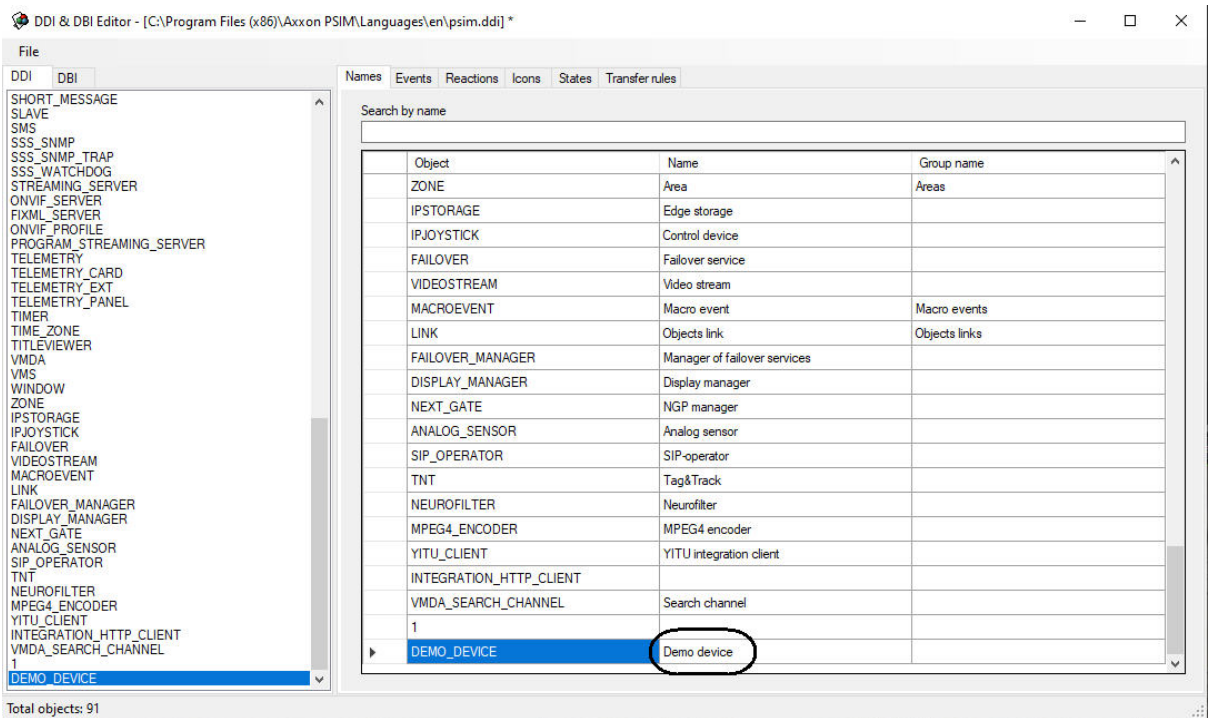 DDI & DBI Editor - [C:\Program Files (x86)\Axxon PSIM\Languages\en\psim.ddi] *
File
DDI DBI
SHORT_MESSAGE
SLAVE
SMS
SSS_SNMP
SSS_SNMP_TRAP
SSS_WATCHDOG
STREAMING_SERVER
ONVIF_SERVER
FIXML_SERVER
ONVIF_PROFILE
PROGRAM_STREAMING_SERVER
TELEMETRY
TELEMETRY_CARD
TELEMETRY_EXT
TELEMETRY_PANEL
TIMER
TIME_ZONE
TITLEVIEWER
VMDA
VMS
WINDOW
ZONE
IPSTORAGE
IPJOYSTICK
FAILOVER
VIDEOSTREAM
MACROEVENT
LINK
FAILOVER_MANAGER
DISPLAY_MANAGER
NEXT_GATE
ANALOG_SENSOR
SIP_OPERATOR
TNT
NEUROFILTER
MPEG4_ENCODER
YITU_CLIENT
INTEGRATION_HTTP_CLIENT
VMDA_SEARCH_CHANNEL
1
DEMO_DEVICE
Names Events Reactions Icons States Transfer rules
Search by name
Object Name Group name
ZONE Area Areas
IPSTORAGE Edge storage
IPJOYSTICK Control device
FAILOVER Failover service
VIDEOSTREAM Video stream
MACROEVENT Macro event Macro events
LINK Objects link Objects links
FAILOVER_MANAGER Manager of failover services
DISPLAY_MANAGER Display manager
NEXT_GATE NGP manager
ANALOG_SENSOR Analog sensor
SIP_OPERATOR SIP-operator
TNT Tag&Track
NEUROFILTER Neurofilter
MPEG4_ENCODER MPEG4 encoder
YITU_CLIENT YITU integration client
INTEGRATION_HTTP_CLIENT
VMDA_SEARCH_CHANNEL Search channel
1
DEMO_DEVICE Demo device
Total objects: 91